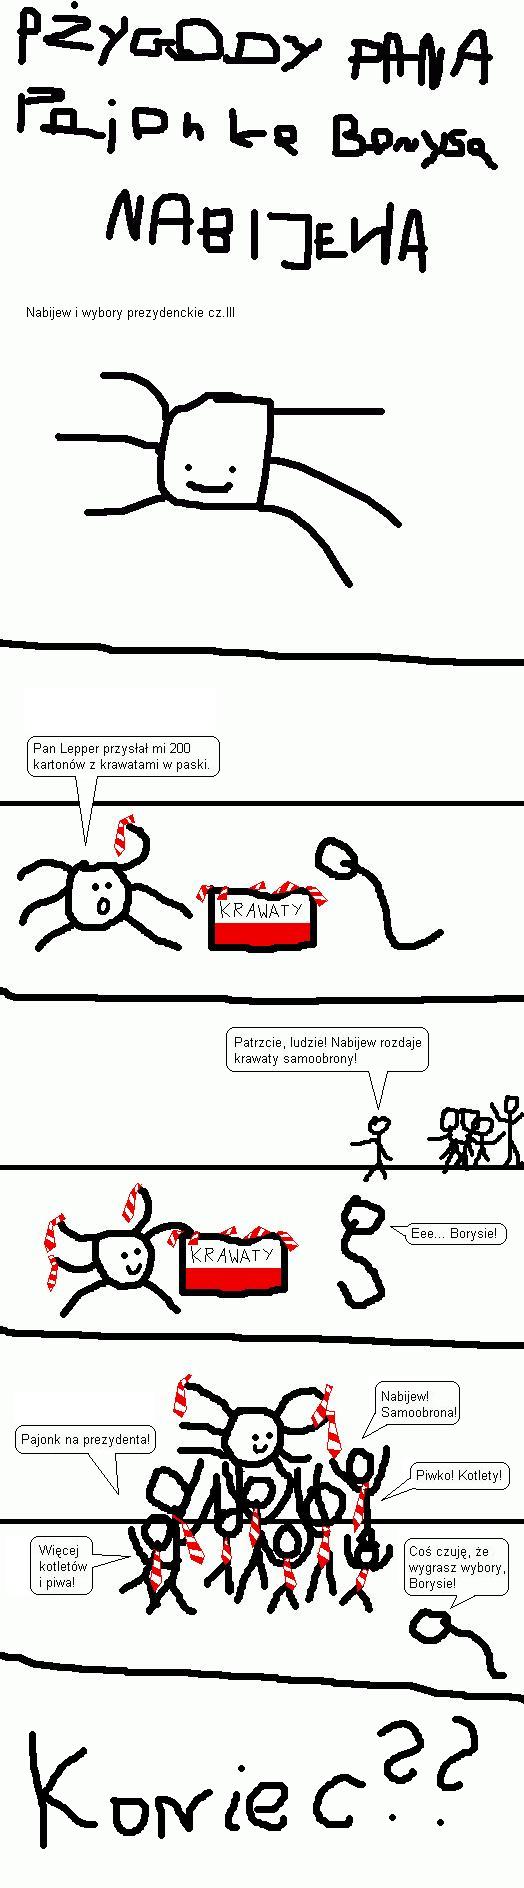 PŻYGODY PANA
PajOnka BOrysa
NABIJEWA
Nabijew i wybory prezydenckie cz.III
Pan Lepper przysłał mi 200
kartonów z krawatami w paski.
KRAWATY
Patrzcie, ludzie! Nabijew rozdaje
krawaty samoobrony!
KRAWATY
Eee... Borysie!
Nabijew!
Samoobrona!
Pajonk na prezydenta!
Piwko! Kotlety!
Więcej
kotletów
i piwa!
Coś czuję, że
wygrasz wybory,
Borysie!
Koniec??